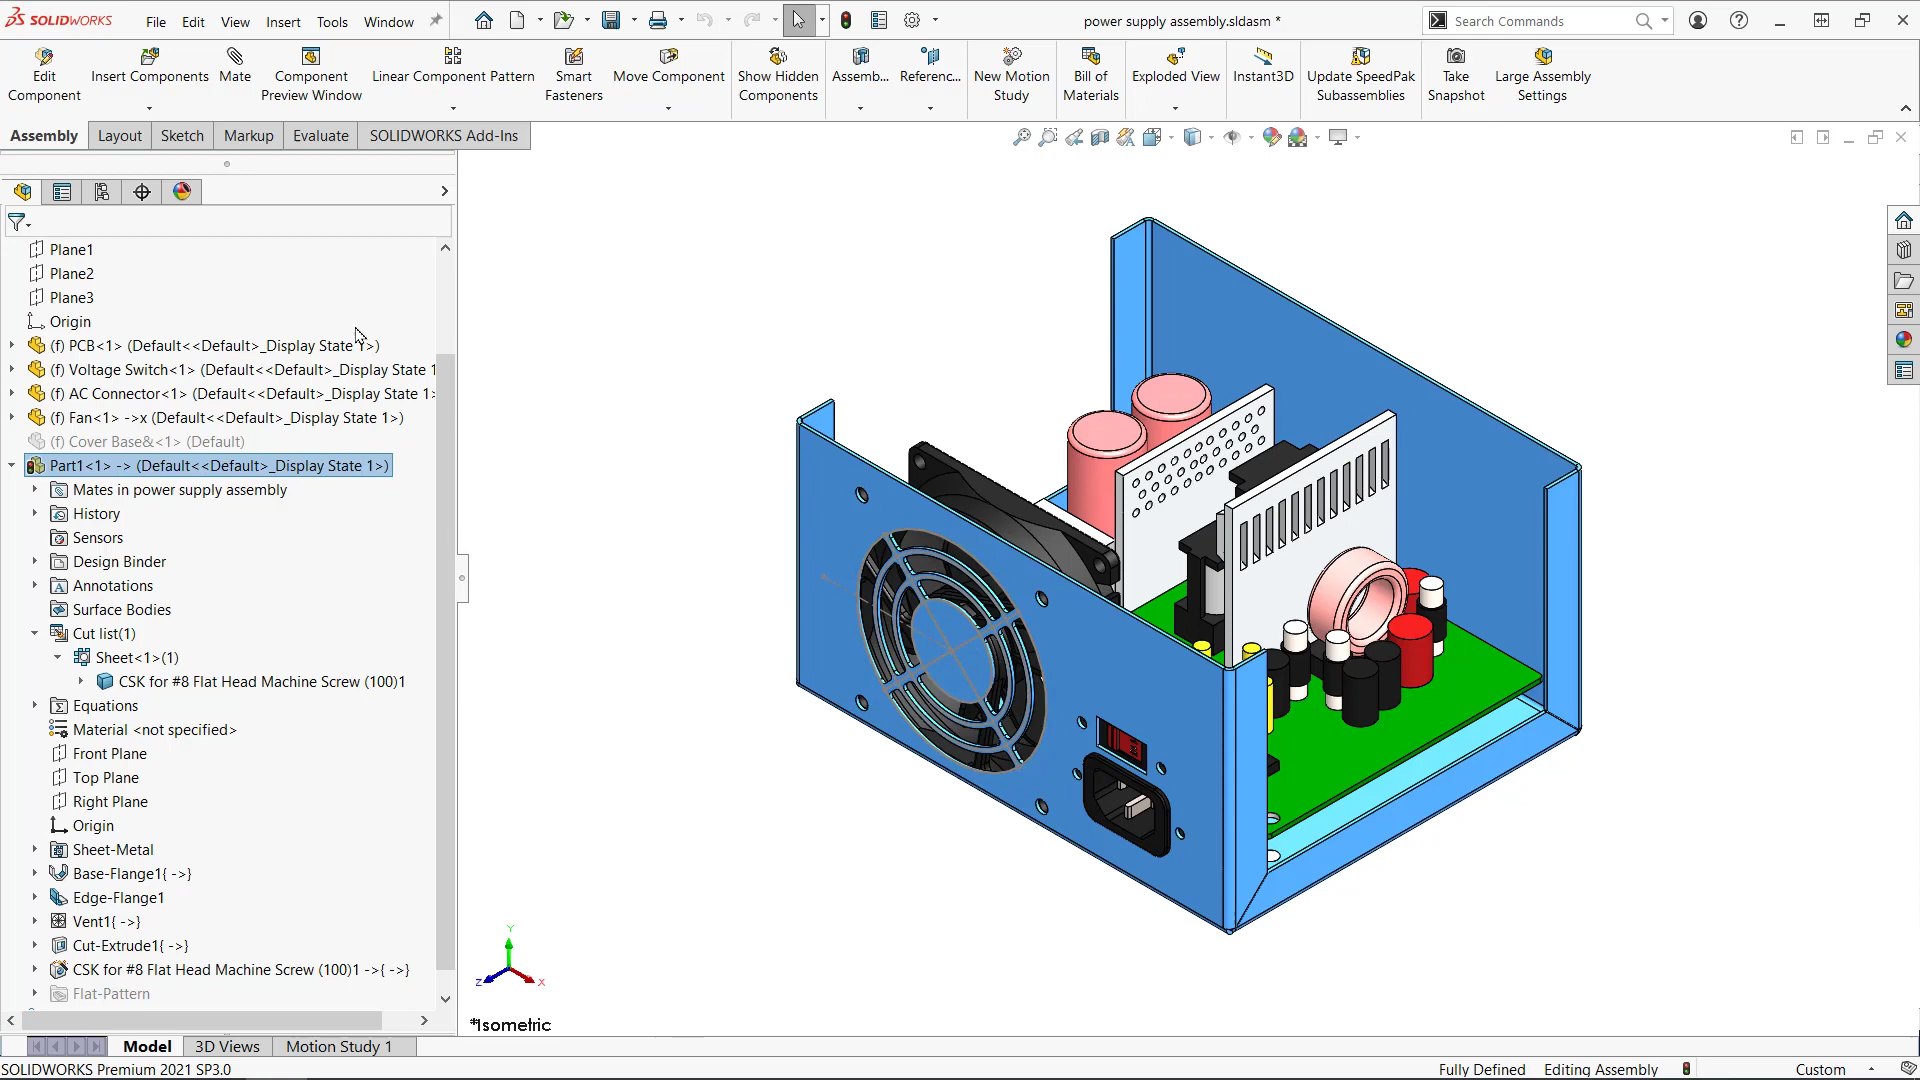 SOLIDWORKS File Edit View Insert Tools Window power supply assembly.sldasm * Search Commands
Edit Component
Insert Components
Mate
Component Preview Window
Linear Component Pattern
Smart Fasteners
Move Component
Show Hidden Components
Assemb...
Referenc...
New Motion Study
Bill of Materials
Exploded View
Instant3D
Update SpeedPak Subassemblies
Take Snapshot
Large Assembly Settings
Assembly Layout Sketch Markup Evaluate SOLIDWORKS Add-Ins
Plane1
Plane2
Plane3
Origin
(f) PCB<1> (Default<<Default>_Display State 1>)
(f) Voltage Switch<1> (Default<<Default>_Display State 1
(f) AC Connector<1> (Default<<Default>_Display State 1>
(f) Fan<1> ->x (Default<<Default>_Display State 1>)
(f) Cover Base&<1> (Default)
Part1<1> -> (Default<<Default>_Display State 1>)
Mates in power supply assembly
History
Sensors
Design Binder
Annotations
Surface Bodies
Cut list(1)
Sheet<1>(1)
CSK for #8 Flat Head Machine Screw (100)1
Equations
Material <not specified>
Front Plane
Top Plane
Right Plane
Origin
Sheet-Metal
Base-Flange1{ ->}
Edge-Flange1
Vent1{ ->}
Cut-Extrude1{ ->}
CSK for #8 Flat Head Machine Screw (100)1 ->{ ->}
Flat-Pattern
Y
Z
X
*Isometric
Model 3D Views Motion Study 1
SOLIDWORKS Premium 2021 SP3.0 Fully Defined Editing Assembly Custom